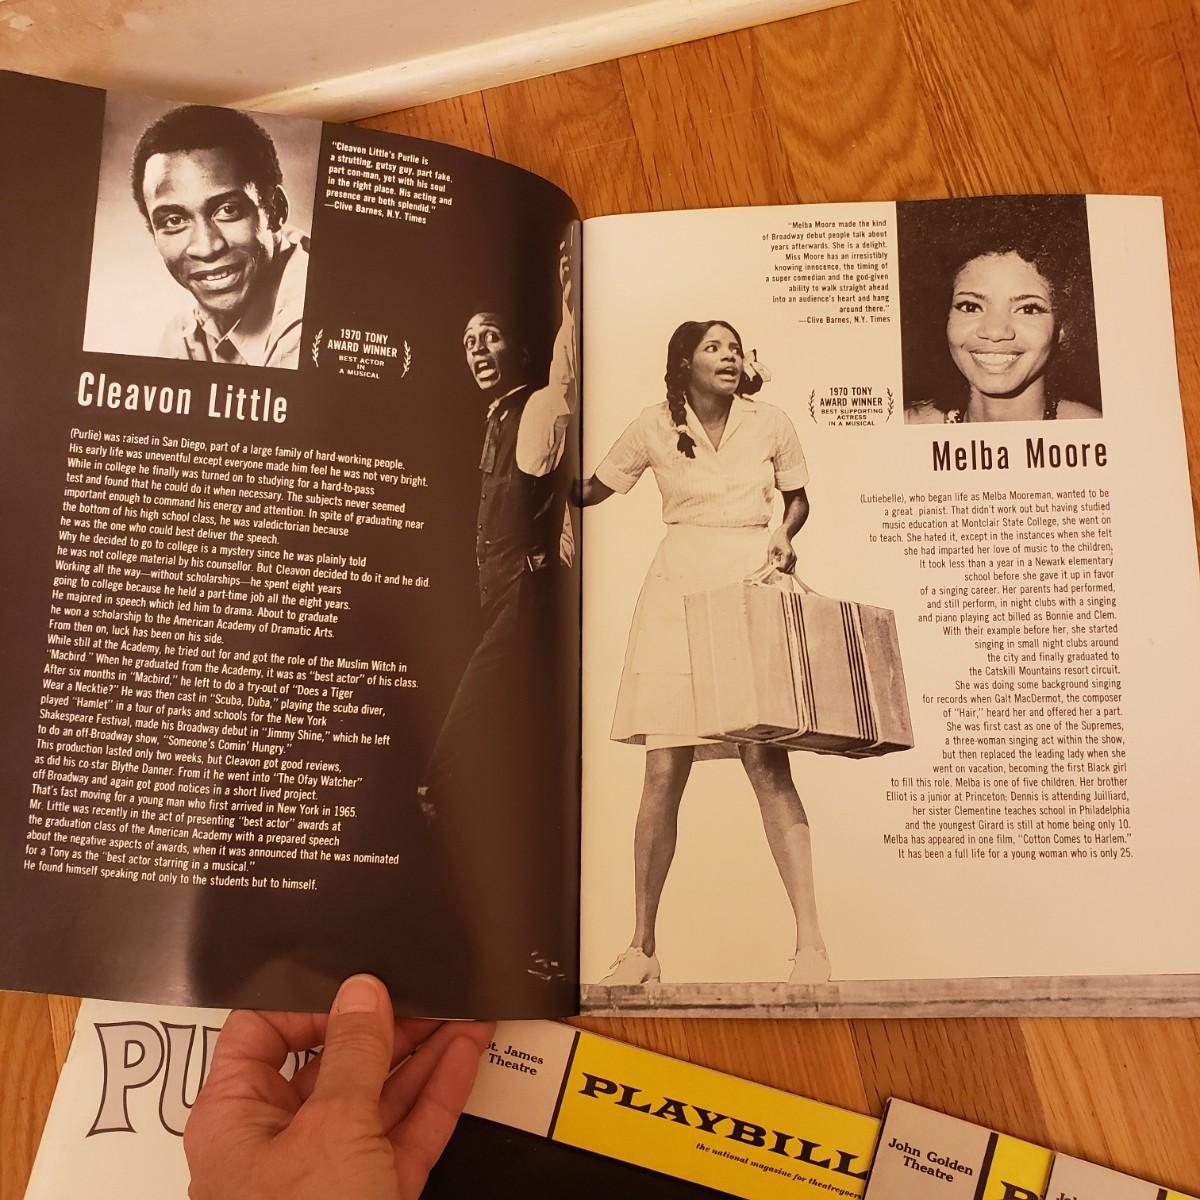 "Cleavon Little's Purlie is
a strutting, gutsy guy, part fake,
part con-man, yet with his soul
in the right place. His acting and
presence are both splendid."
—Clive Barnes, N.Y. Times
1970 TONY
AWARD WINNER
BEST ACTOR
IN
A MUSICAL
Cleavon Little
(Purlie) was raised in San Diego, part of a large family of hard-working people.
His early life was uneventful except everyone made him feel he was not very bright.
While in college he finally was turned on to studying for a hard-to-pass
test and found that he could do it when necessary. The subjects never seemed
important enough to command his energy and attention. In spite of graduating near
the bottom of his high school class, he was valedictorian because
he was the one who could best deliver the speech.
Why he decided to go to college is a mystery since he was plainly told
he was not college material by his counsellor. But Cleavon decided to do it and he did.
Working all the way—without scholarships—he spent eight years
going to college because he held a part-time job all the eight years.
He majored in speech which led him to drama. About to graduate
he won a scholarship to the American Academy of Dramatic Arts.
From then on, luck has been on his side.
While still at the Academy, he tried out for and got the role of the Muslim Witch in
"Macbird." When he graduated from the Academy, it was as "best actor" of his class.
After six months in "Macbird," he left to do a try-out of "Does a Tiger
Wear a Necktie?" He was then cast in "Scuba, Duba," playing the scuba diver,
played "Hamlet" in a tour of parks and schools for the New York
Shakespeare Festival, made his Broadway debut in "Jimmy Shine," which he left
to do an off-Broadway show, "Someone's Comin' Hungry."
This production lasted only two weeks, but Cleavon got good reviews,
as did his co-star Blythe Danner. From it he went into "The Ofay Watcher"
off Broadway and again got good notices in a short lived project.
That's fast moving for a young man who first arrived in New York in 1965.
Mr. Little was recently in the act of presenting "best actor" awards at
the graduation class of the American Academy with a prepared speech
about the negative aspects of awards, when it was announced that he was nominated
for a Tony as the "best actor starring in a musical."
He found himself speaking not only to the students but to himself.
"Melba Moore made the kind
of Broadway debut people talk about
years afterwards. She is a delight.
Miss Moore has an irresistibly
knowing innocence, the timing of
a super comedian and the god-given
ability to walk straight ahead
into an audience's heart and hang
around there."
—Clive Barnes, N.Y. Times
1970 TONY
AWARD WINNER
BEST SUPPORTING
ACTRESS
IN A MUSICAL
Melba Moore
(Lutiebelle), who began life as Melba Mooreman, wanted to be
a great pianist. That didn't work out but having studied
music education at Montclair State College, she went on
to teach. She hated it, except in the instances when she felt
she had imparted her love of music to the children.
It took less than a year in a Newark elementary
school before she gave it up in favor
of a singing career. Her parents had performed,
and still perform, in night clubs with a singing
and piano playing act billed as Bonnie and Clem.
With their example before her, she started
singing in small night clubs around
the city and finally graduated to
the Catskill Mountains resort circuit.
She was doing some background singing
for records when Galt MacDermot, the composer
of "Hair," heard her and offered her a part.
She was first cast as one of the Supremes,
a three-woman singing act within the show,
but then replaced the leading lady when she
went on vacation, becoming the first Black girl
to fill this role. Melba is one of five children. Her brother
Elliot is a junior at Princeton; Dennis is attending Juilliard,
her sister Clementine teaches school in Philadelphia
and the youngest Girard is still at home being only 10.
Melba has appeared in one film, "Cotton Comes to Harlem."
It has been a full life for a young woman who is only 25.
PU
St. James
Theatre
PLAYBILL
the national magazine for theatregoers
John Golden
Theatre